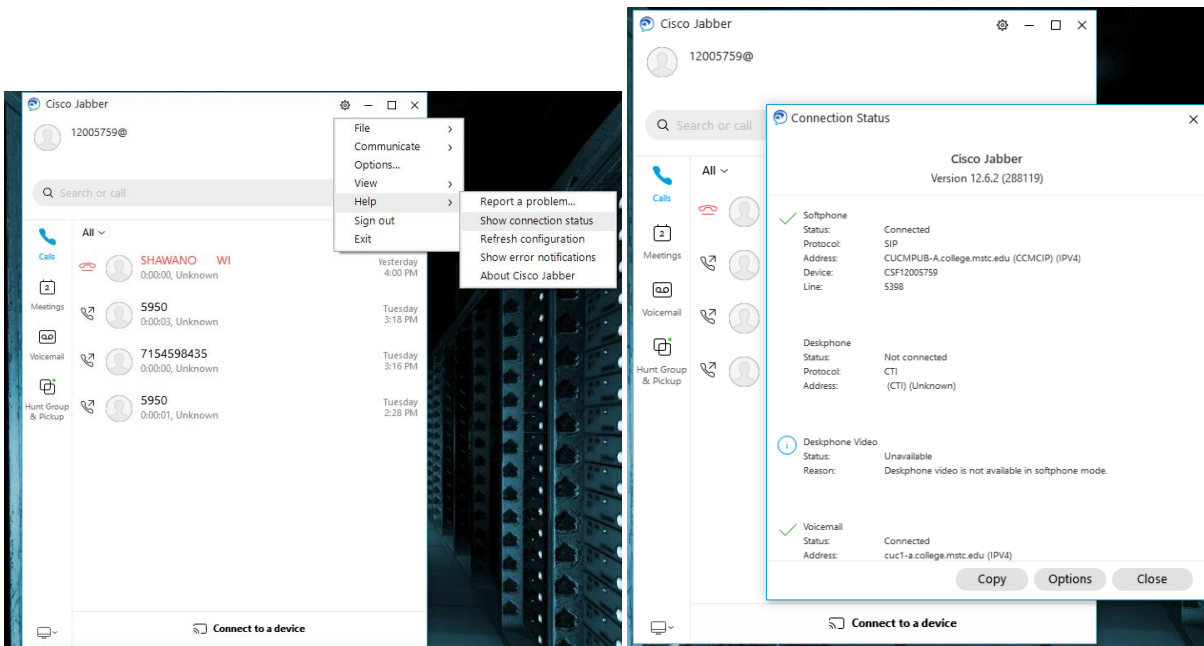 Cisco Jabber
12005759@
Search or call
File
Communicate
Options...
View
Help
Sign out
Exit
Report a problem...
Show connection status
Refresh configuration
Show error notifications
About Cisco Jabber
Calls
2
Meetings
Voicemail
Hunt Group
& Pickup
All
SHAWANO WI
0:00:00, Unknown
Yesterday
4:00 PM
5950
0:00:03, Unknown
Tuesday
3:18 PM
7154598435
0:00:00, Unknown
Tuesday
3:16 PM
5950
0:00:01, Unknown
Tuesday
2:28 PM
Connect to a device
Cisco Jabber
12005759@
Search or call
Calls
2
Meetings
Voicemail
Hunt Group
& Pickup
All
Connection Status
Cisco Jabber
Version 12.6.2 (288119)
Softphone
Status: Connected
Protocol: SIP
Address: CUCMPUB-A.college.mstc.edu (CCMCIP) (IPV4)
Device: CSF12005759
Line: 5398
Deskphone
Status: Not connected
Protocol: CTI
Address: (CTI) (Unknown)
Deskphone Video
Status: Unavailable
Reason: Deskphone video is not available in softphone mode.
Voicemail
Status: Connected
Address: cuc1-a.college.mstc.edu (IPV4)
Copy Options Close
Connect to a device